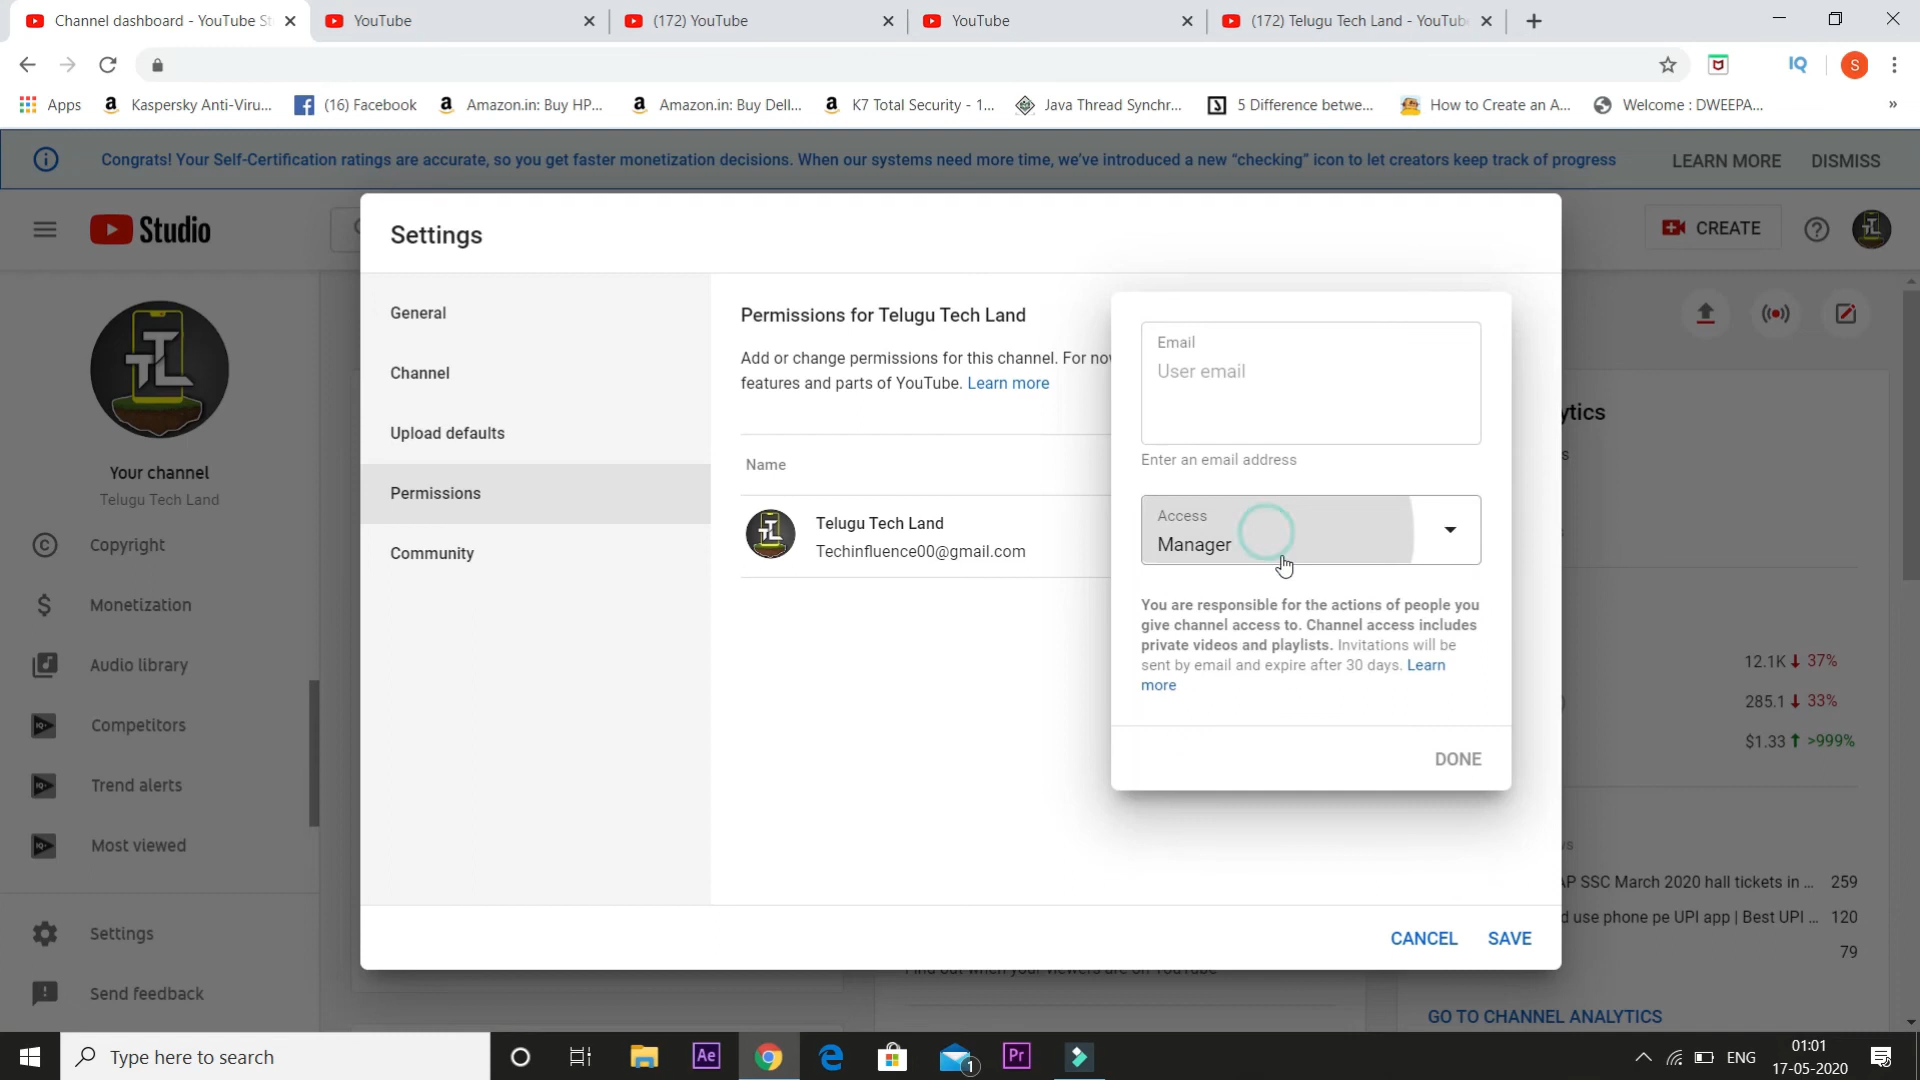 Channel dashboard - YouTube St
YouTube
(172) YouTube
YouTube
(172) Telugu Tech Land - YouTub
IQ
S
Apps
Kaspersky Anti-Viru...
(16) Facebook
Amazon.in: Buy HP...
Amazon.in: Buy Dell...
K7 Total Security - 1...
Java Thread Synchr...
5 Difference betwe...
How to Create an A...
Welcome : DWEEPA...
»
Congrats! Your Self-Certification ratings are accurate, so you get faster monetization decisions. When our systems need more time, we've introduced a new “checking” icon to let creators keep track of progress
LEARN MORE
DISMISS
Studio
CREATE
Settings
General
Channel
Upload defaults
Permissions
Community
Permissions for Telugu Tech Land
Add or change permissions for this channel. For nov
features and parts of YouTube. Learn more
Name
Telugu Tech Land
Techinfluence00@gmail.com
Email
User email
Enter an email address
Access
Manager
You are responsible for the actions of people you
give channel access to. Channel access includes
private videos and playlists. Invitations will be
sent by email and expire after 30 days. Learn
more
DONE
CANCEL
SAVE
Your channel
Telugu Tech Land
Copyright
Monetization
Audio library
Competitors
Trend alerts
Most viewed
Settings
Send feedback
ytics
12.1K 37%
285.1 33%
$1.33 >999%
AP SSC March 2020 hall tickets in ... 259
d use phone pe UPI app | Best UPI ... 120
79
GO TO CHANNEL ANALYTICS
Type here to search
Ae
Pr
1
ENG
01:01
17-05-2020